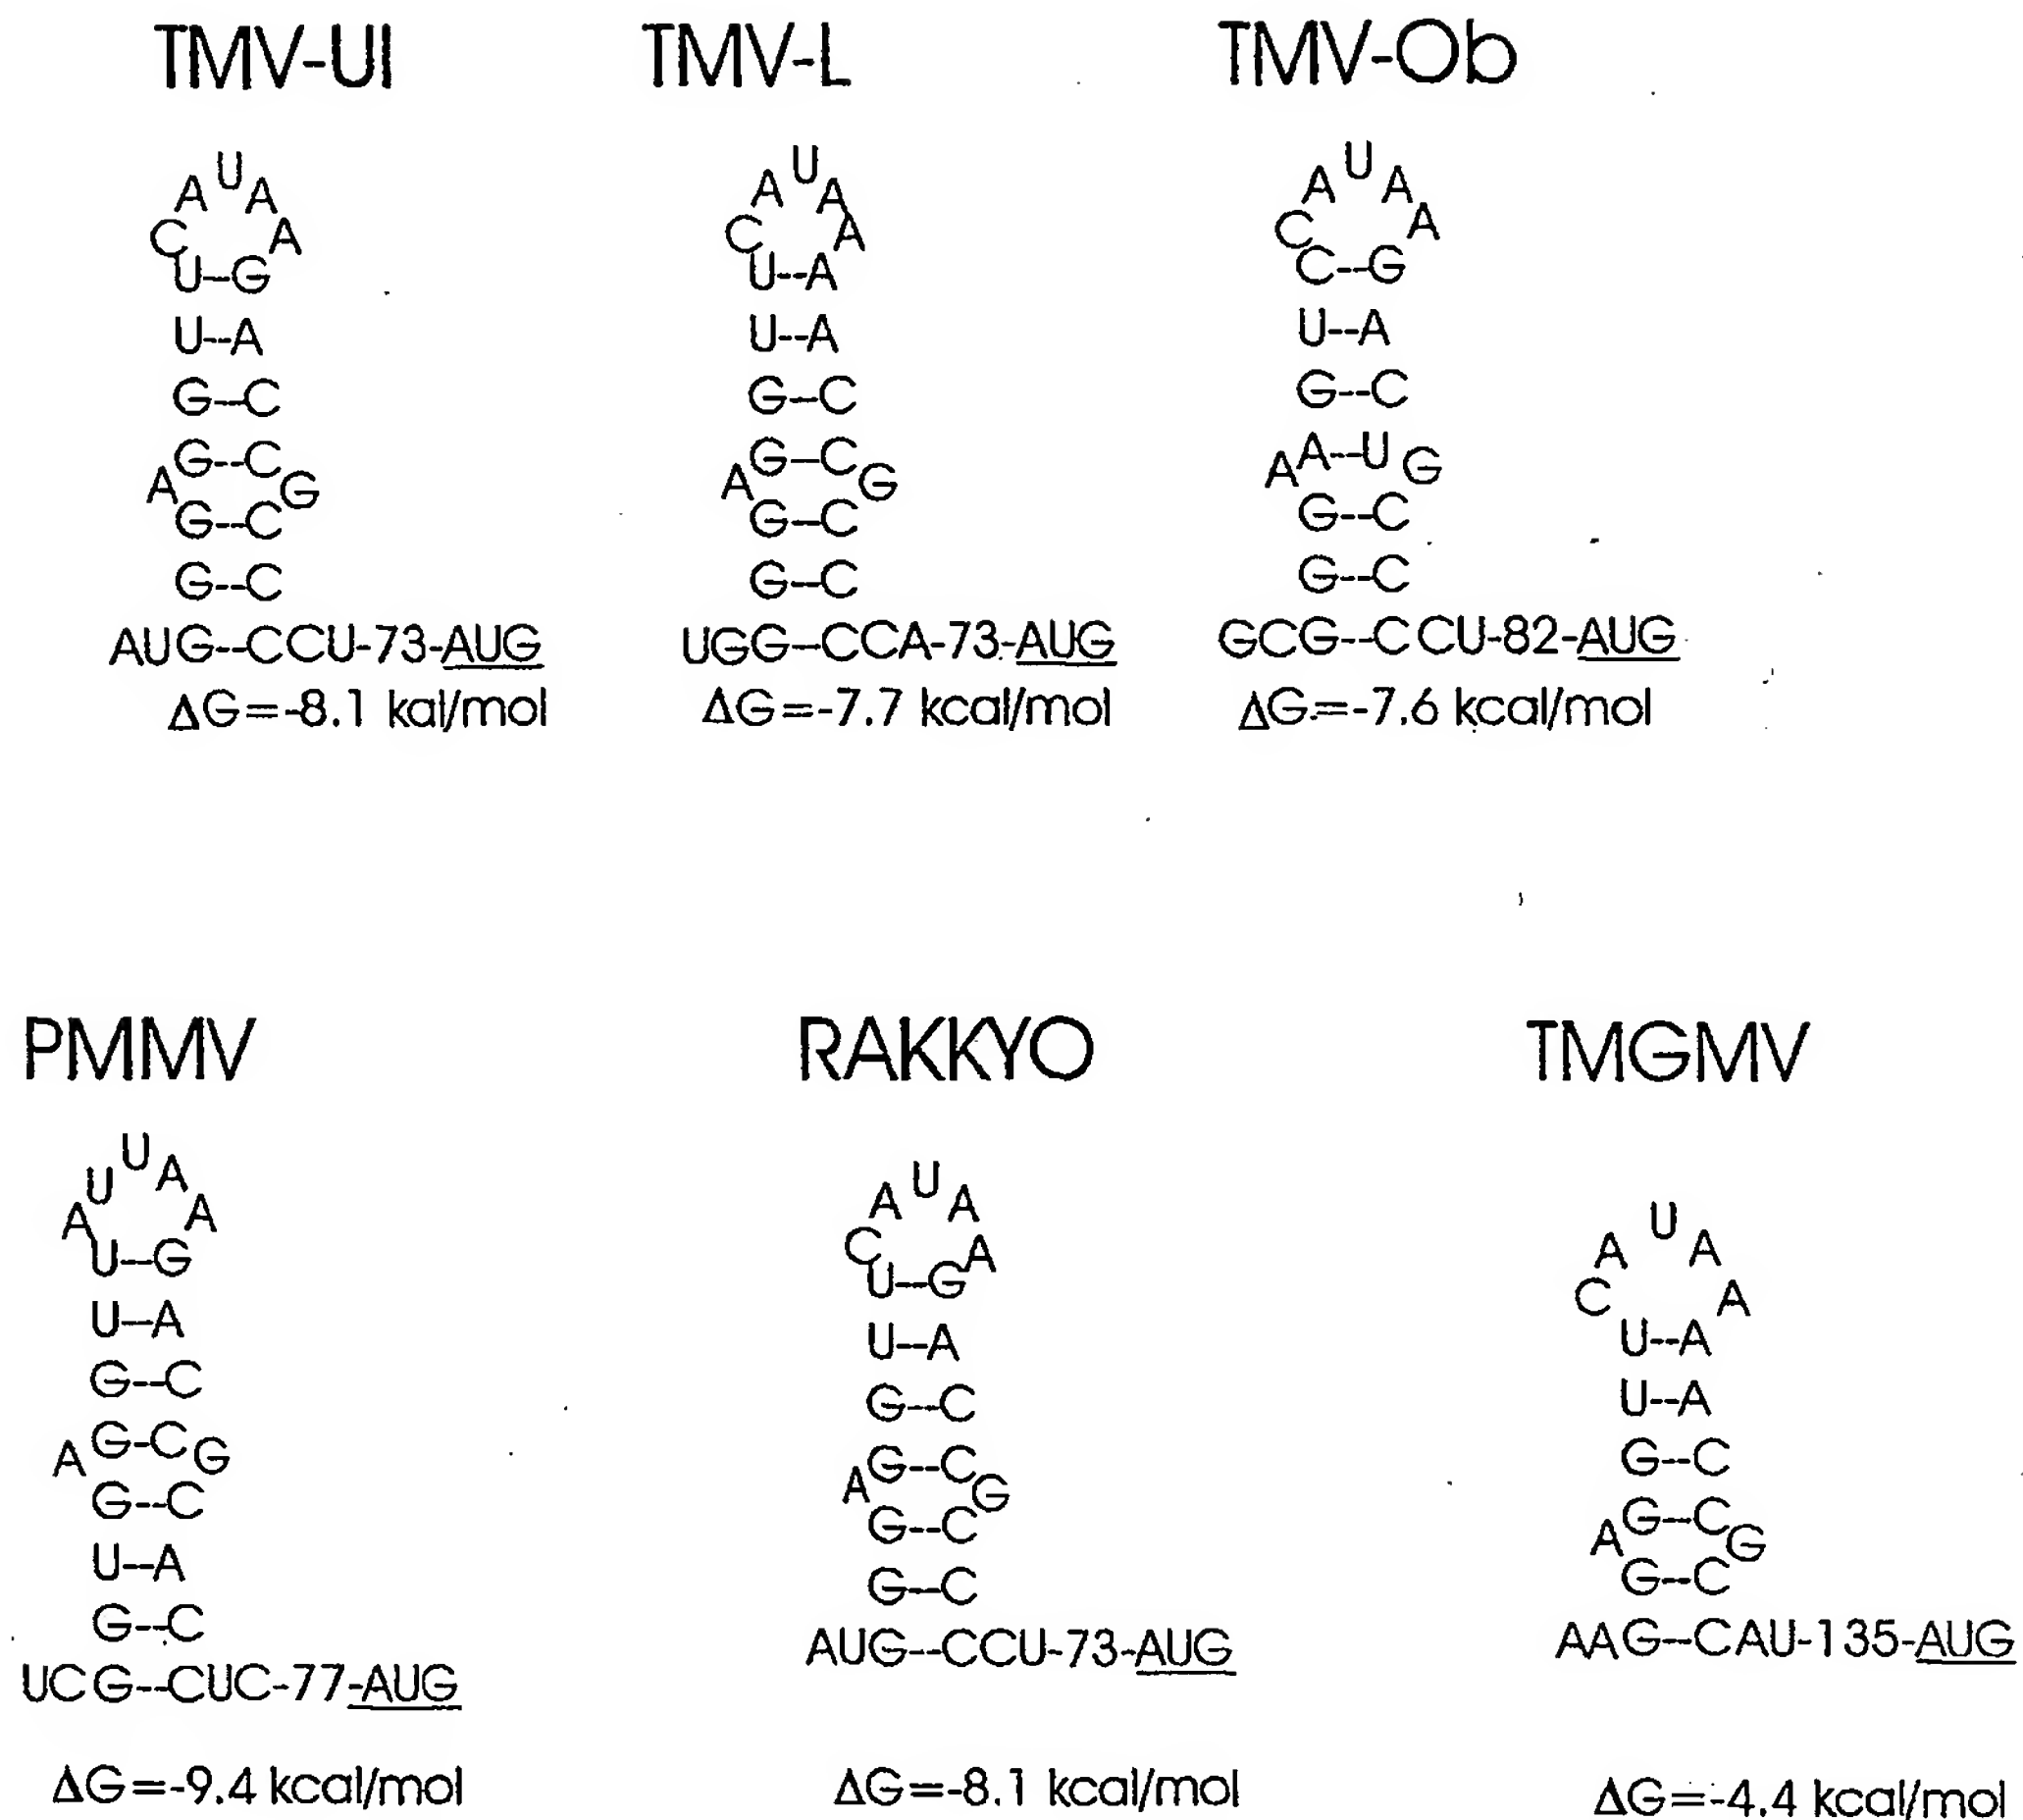 TMV-UI
U
A A
C A
U--G
U--A
G--C
G--C
A G
G--C
G--C
AUG--CCU-73-AUG
ΔG=-8.1 kal/mol
TMV-L
U
A A
C A
U--A
U--A
G--C
G--C
A G
G--C
G--C
UGG--CCA-73-AUG
ΔG=-7.7 kcal/mol
TMV-Ob
U
A A
C A
C--G
U--A
G--C
A--U
A G
G--C
G--C
GCG--CCU-82-AUG
ΔG=-7.6 kcal/mol
PMMV
U
U A
A A
U--G
U--A
G--C
G--C
A G
G--C
U--A
G--C
UCG--CUC-77-AUG
ΔG=-9.4 kcal/mol
RAKKYO
U
A A
C A
U--G
U--A
G--C
G--C
A G
G--C
G--C
AUG--CCU-73-AUG
ΔG=-8.1 kcal/mol
TMGMV
U
A A
C A
U--A
U--A
G--C
G--C
A G
G--C
AAG--CAU-135-AUG
ΔG=-4.4 kcal/mol